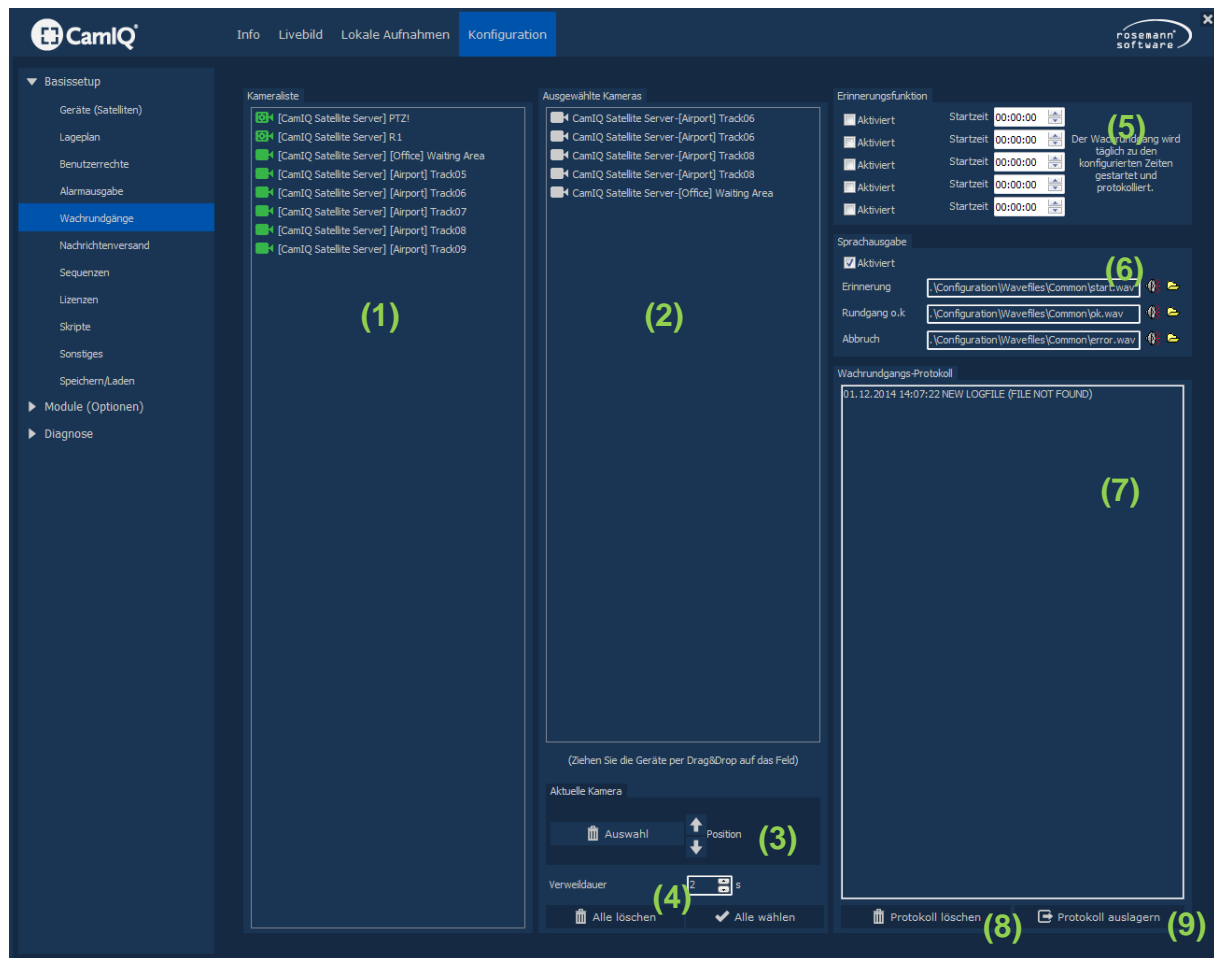 CamIQ
Info Livebild Lokale Aufnahmen Konfiguration
rosemann
software
Basissetup
Geräte (Satelliten)
Lageplan
Benutzerrechte
Alarmausgabe
Wachrundgänge
Nachrichtenversand
Sequenzen
Lizenzen
Skripte
Sonstiges
Speichern/Laden
Module (Optionen)
Diagnose
Kameraliste
[CamIQ Satellite Server] PTZ!
[CamIQ Satellite Server] R1
[CamIQ Satellite Server] [Office] Waiting Area
[CamIQ Satellite Server] [Airport] Track05
[CamIQ Satellite Server] [Airport] Track06
[CamIQ Satellite Server] [Airport] Track07
[CamIQ Satellite Server] [Airport] Track08
[CamIQ Satellite Server] [Airport] Track09
(1)
Ausgewählte Kameras
CamIQ Satellite Server-[Airport] Track06
CamIQ Satellite Server-[Airport] Track06
CamIQ Satellite Server-[Airport] Track08
CamIQ Satellite Server-[Airport] Track08
CamIQ Satellite Server-[Office] Waiting Area
(2)
(Ziehen Sie die Geräte per Drag&Drop auf das Feld)
Aktuelle Kamera
Auswahl
Position
(3)
Verweildauer 2 s
(4)
Alle löschen
Alle wählen
Erinnerungsfunktion
Aktiviert Startzeit 00:00:00
Aktiviert Startzeit 00:00:00
Aktiviert Startzeit 00:00:00
Aktiviert Startzeit 00:00:00
Aktiviert Startzeit 00:00:00
(5)
Der Wachrundgang wird
täglich zu den
konfigurierten Zeiten
gestartet und
protokolliert.
Sprachausgabe
Aktiviert
(6)
Erinnerung .\Configuration\Wavefiles\Common\start.wav
Rundgang o.k .\Configuration\Wavefiles\Common\ok.wav
Abbruch .\Configuration\Wavefiles\Common\error.wav
Wachrundgangs-Protokoll
01.12.2014 14:07:22 NEW LOGFILE (FILE NOT FOUND)
(7)
Protokoll löschen
(8)
Protokoll auslagern
(9)